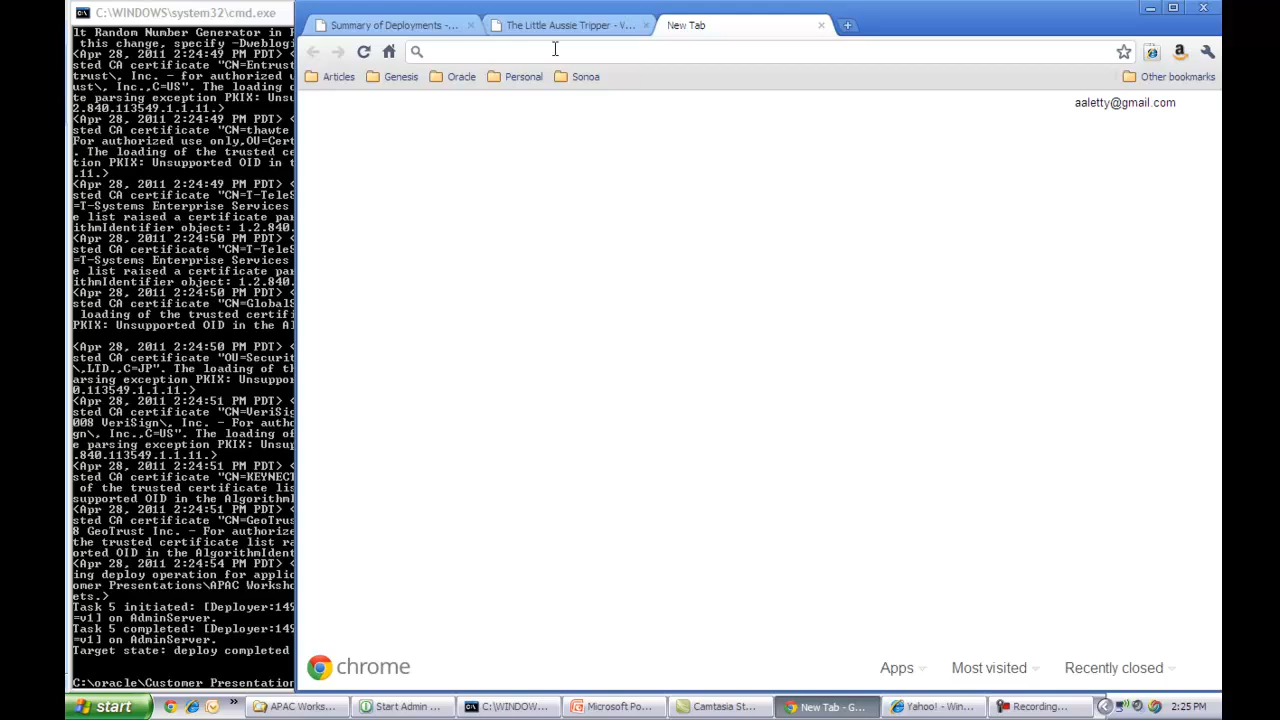 C:\WINDOWS\system32\cmd.exe
lt Random Number Generator in
this change, specify -Dweblogi
<Apr 28, 2011 2:24:49 PM PDT> <
sted CA certificate "CN=Entrust
trust\, Inc. - for authorized u
ust\, Inc.,C=US". The loading o
te parsing exception PKIX: Unsu
2.840.113549.1.1.11.>
<Apr 28, 2011 2:24:49 PM PDT> <
sted CA certificate "CN=thawte
For authorized use only,OU=Cert
. The loading of the trusted ce
tion PKIX: Unsupported OID in t
.11.>
<Apr 28, 2011 2:24:49 PM PDT> <
sted CA certificate "CN=T-TeleS
=T-Systems Enterprise Services
e list raised a certificate par
ithmIdentifier object: 1.2.840.
<Apr 28, 2011 2:24:50 PM PDT> <
sted CA certificate "CN=T-TeleS
=T-Systems Enterprise Services
e list raised a certificate par
ithmIdentifier object: 1.2.840.
<Apr 28, 2011 2:24:50 PM PDT> <
sted CA certificate "CN=GlobalS
loading of the trusted certif
PKIX: Unsupported OID in the Al
<Apr 28, 2011 2:24:50 PM PDT> <
sted CA certificate "OU=Securit
\,LTD.,C=JP". The loading of th
arsing exception PKIX: Unsuppor
0.113549.1.1.11.>
<Apr 28, 2011 2:24:51 PM PDT> <
sted CA certificate "CN=VeriSig
008 VeriSign\, Inc. - For autho
gn\, Inc.,C=US". The loading of
e parsing exception PKIX: Unsup
.840.113549.1.1.11.>
<Apr 28, 2011 2:24:51 PM PDT> <
sted CA certificate "CN=KEYNECT
of the trusted certificate lis
supported OID in the Algorithm
<Apr 28, 2011 2:24:51 PM PDT> <
sted CA certificate "CN=GeoTrus
8 GeoTrust Inc. - For authorize
the trusted certificate list ra
orted OID in the AlgorithmIdent
<Apr 28, 2011 2:24:54 PM PDT> <
ing deploy operation for applic
omer Presentations\APAC Worksho
ets.>
Task 5 initiated: [Deployer:149
=v1] on AdminServer.
Task 5 completed: [Deployer:149
=v1] on AdminServer.
Target state: deploy completed
C:\oracle\Customer Presentation
Summary of Deployments -...
The Little Aussie Tripper - V...
New Tab
Articles Genesis Oracle Personal Sonoa Other bookmarks
aaletty@gmail.com
chrome
Apps Most visited Recently closed
start
APAC Works... Start Admin ... C:\WINDOW... Microsoft Po... Camtasia St... New Tab - G... Yahoo! - Win... Recording... 2:25 PM